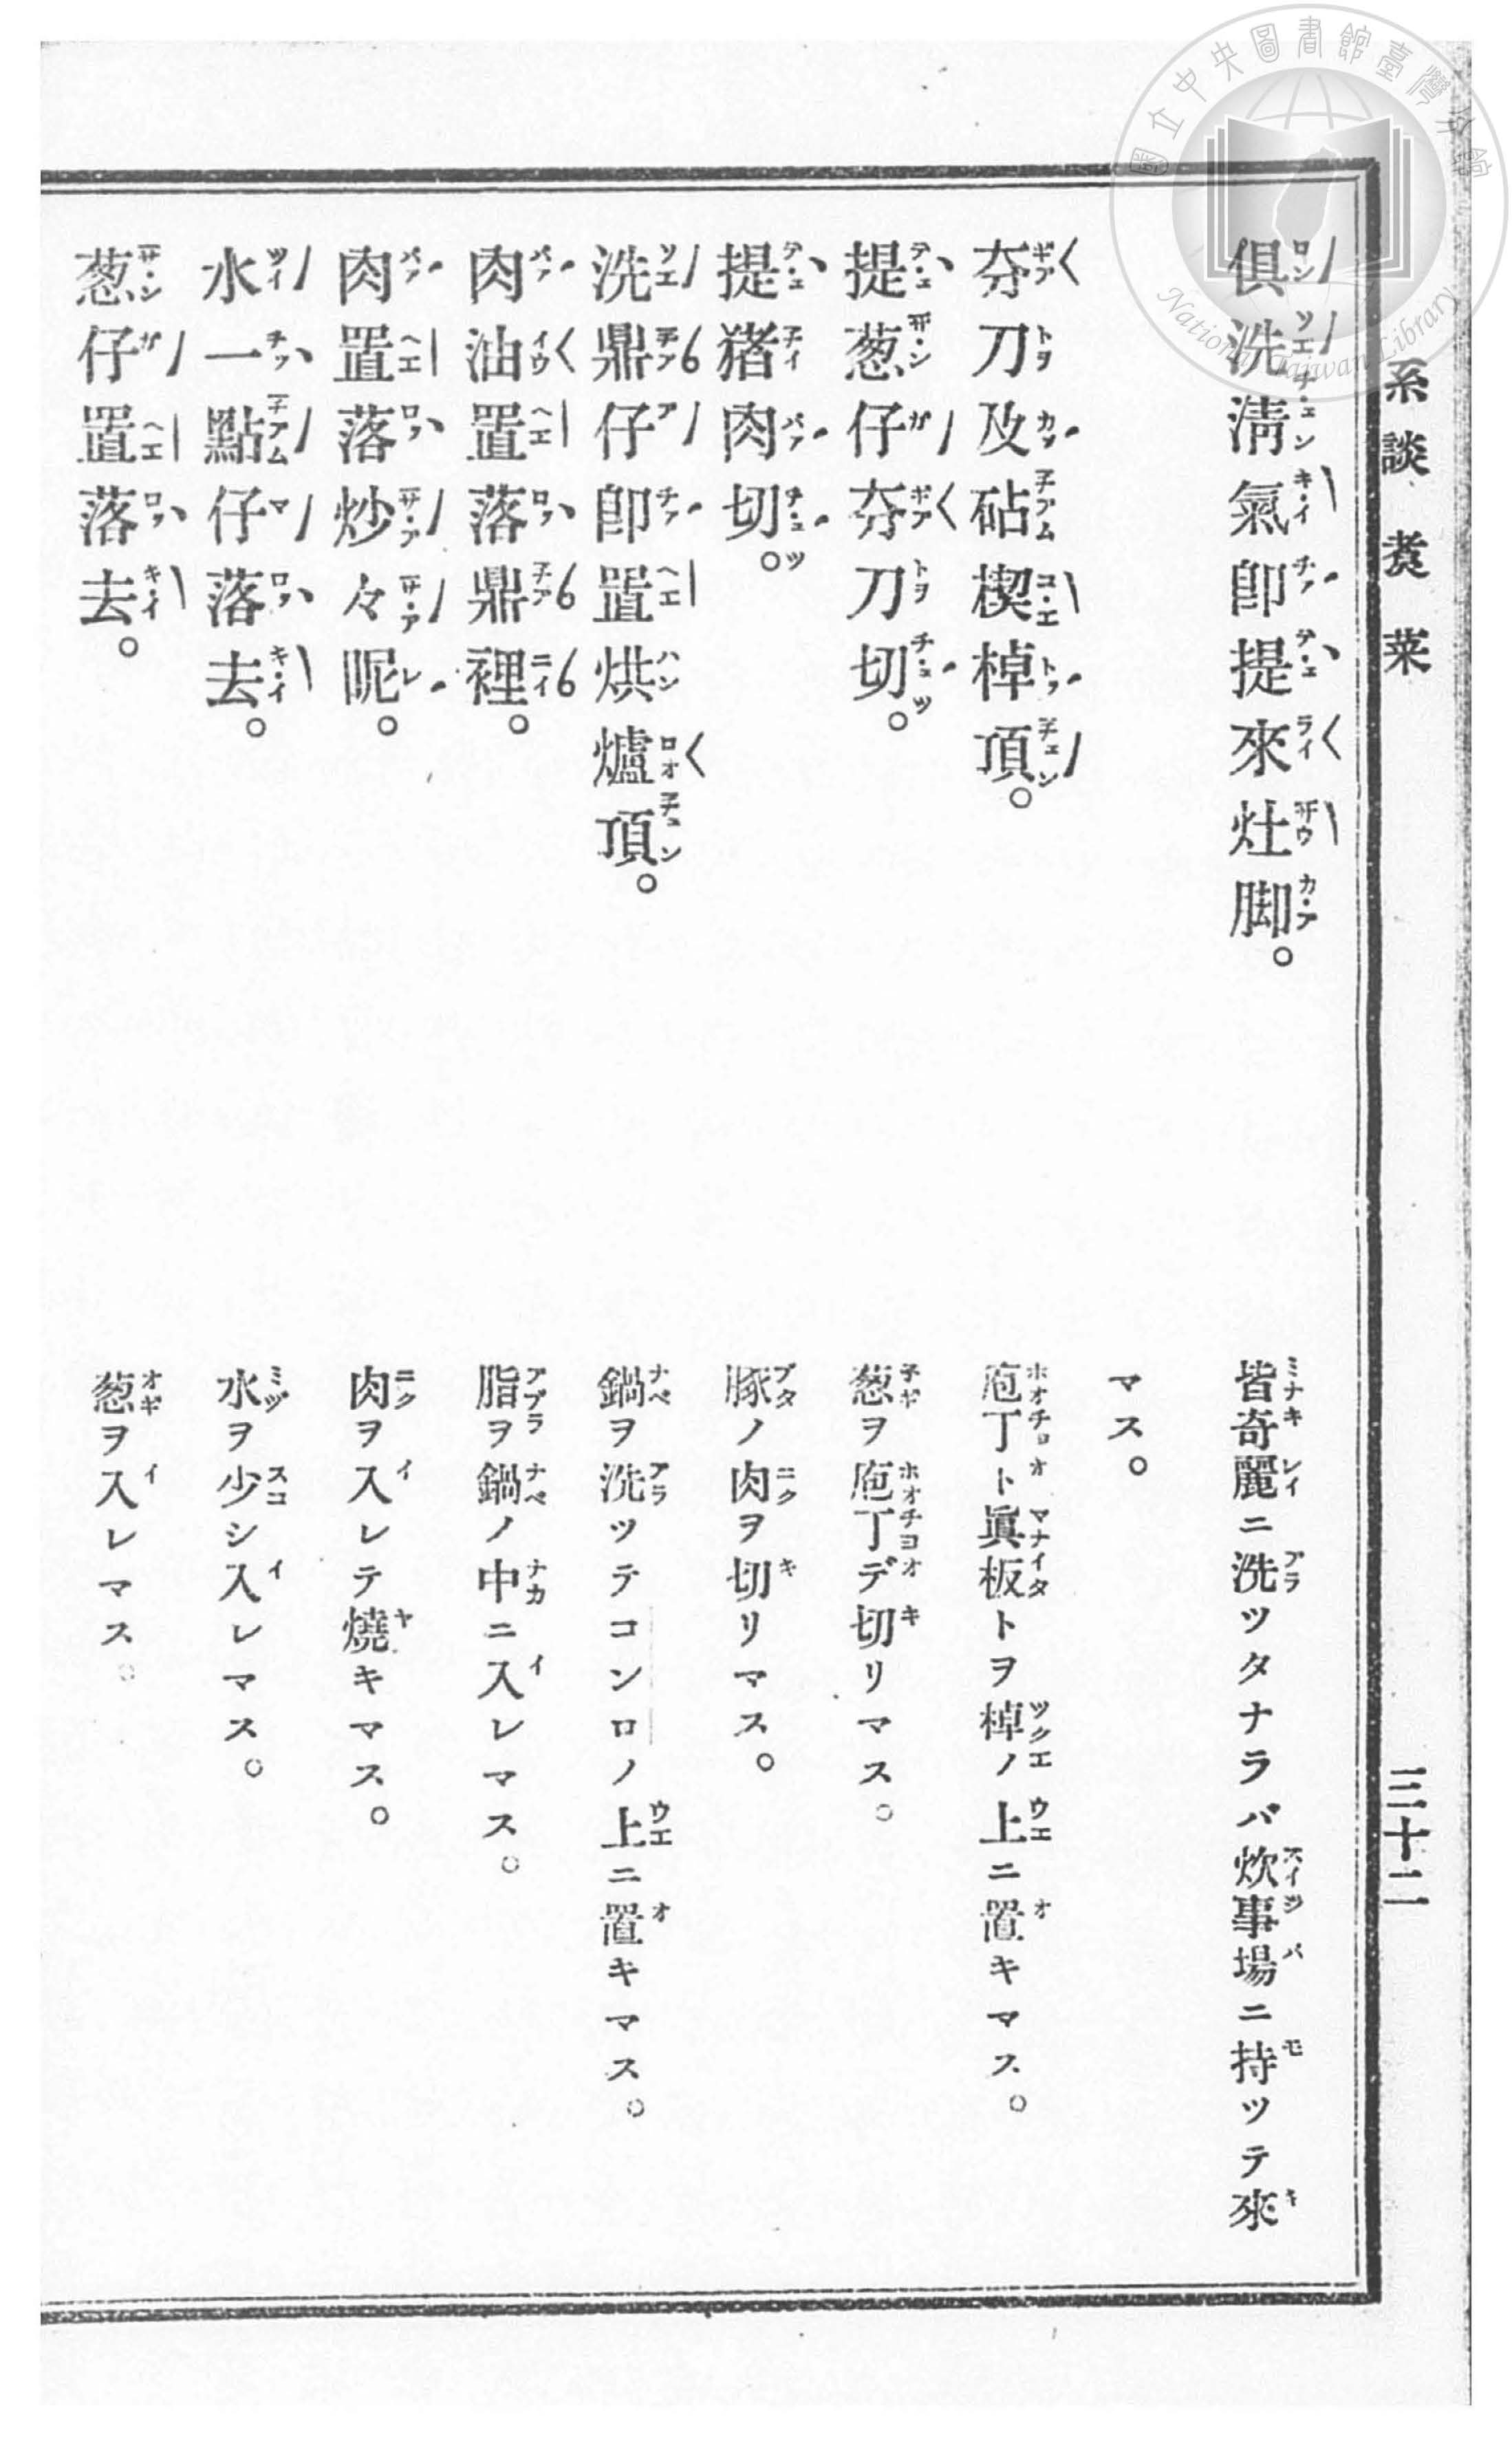 系談 煑菜
三十二
俱洗淸氣卽提來灶脚。
皆奇麗ニ洗ツタナラバ炊事場ニ持ツテ來
マス。
夯刀及砧楔棹頂。
庖丁ト眞板トヲ棹ノ上ニ置キマス。
提葱仔夯刀切。
葱ヲ庖丁デ切リマス。
提猪肉切。
豚ノ肉ヲ切リマス。
洗鼎仔卽置烘爐頂。
鍋ヲ洗ツテコンロノ上ニ置キマス。
肉油置落鼎裡。
脂ヲ鍋ノ中ニ入レマス。
肉置落炒々呢。
肉ヲ入レテ燒キマス。
水一點仔落去。
水ヲ少シ入レマス。
葱仔置落去。
葱ヲ入レマス。
國立中央圖書館臺灣分館
National Taiwan Library